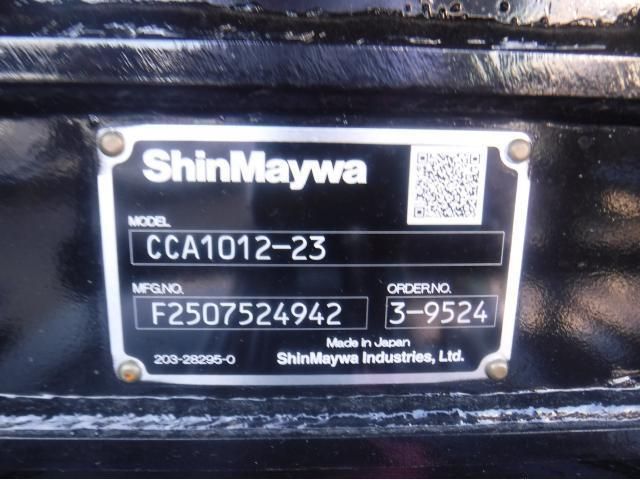 ShinMaywa
MODEL
CCA1012-23
MFG.NO. ORDER.NO.
F2507524942 3-9524
Made in Japan
203-28295-0 ShinMaywa Industries, Ltd.